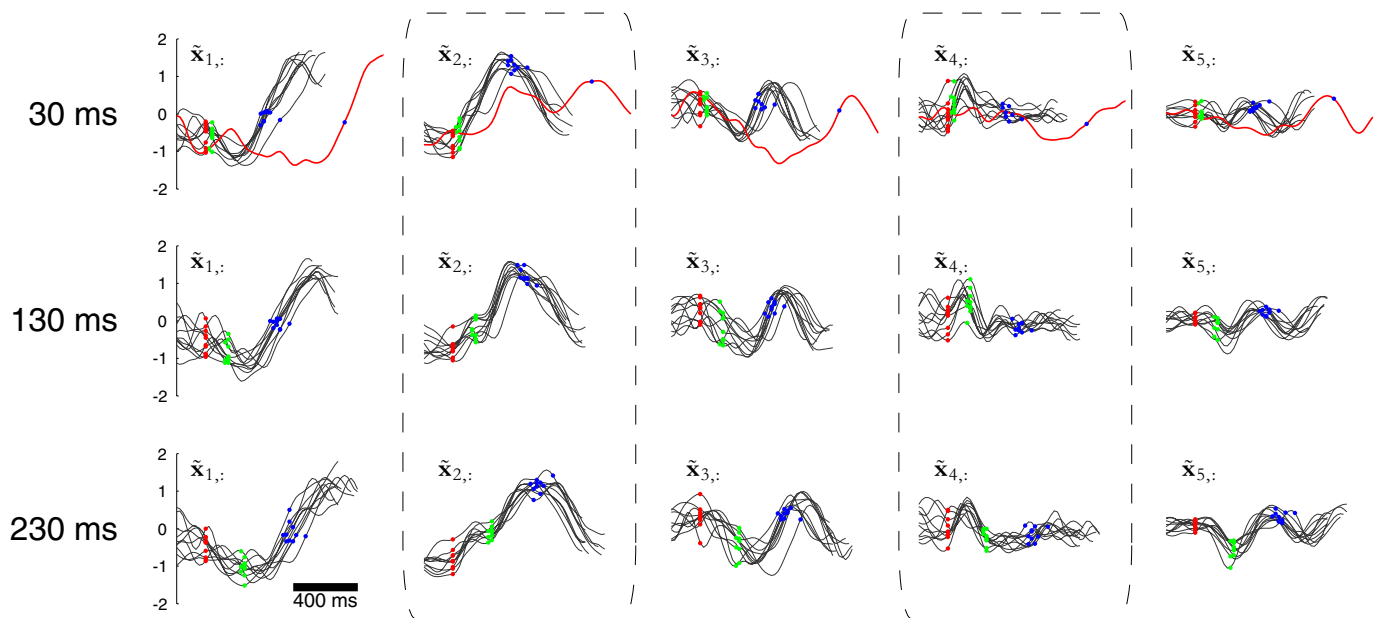 2
1
0
-1
-2
30 ms
x̃1,:
x̃2,:
x̃3,:
x̃4,:
x̃5,:
2
1
0
-1
-2
130 ms
x̃1,:
x̃2,:
x̃3,:
x̃4,:
x̃5,:
2
1
0
-1
-2
230 ms
x̃1,:
x̃2,:
x̃3,:
x̃4,:
x̃5,:
400 ms